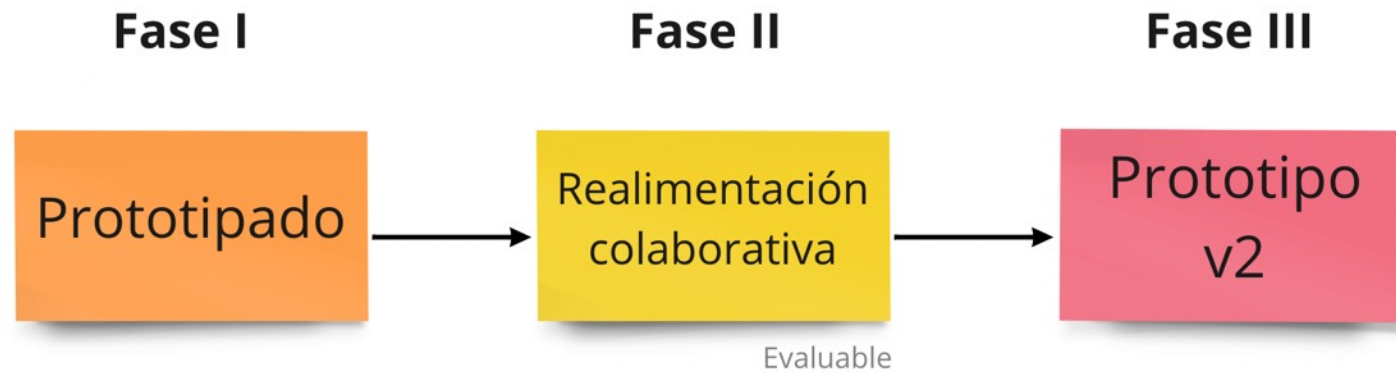 Fase I
Fase II
Fase III
Prototipado
Realimentación
colaborativa
Prototipo
v2
Evaluable